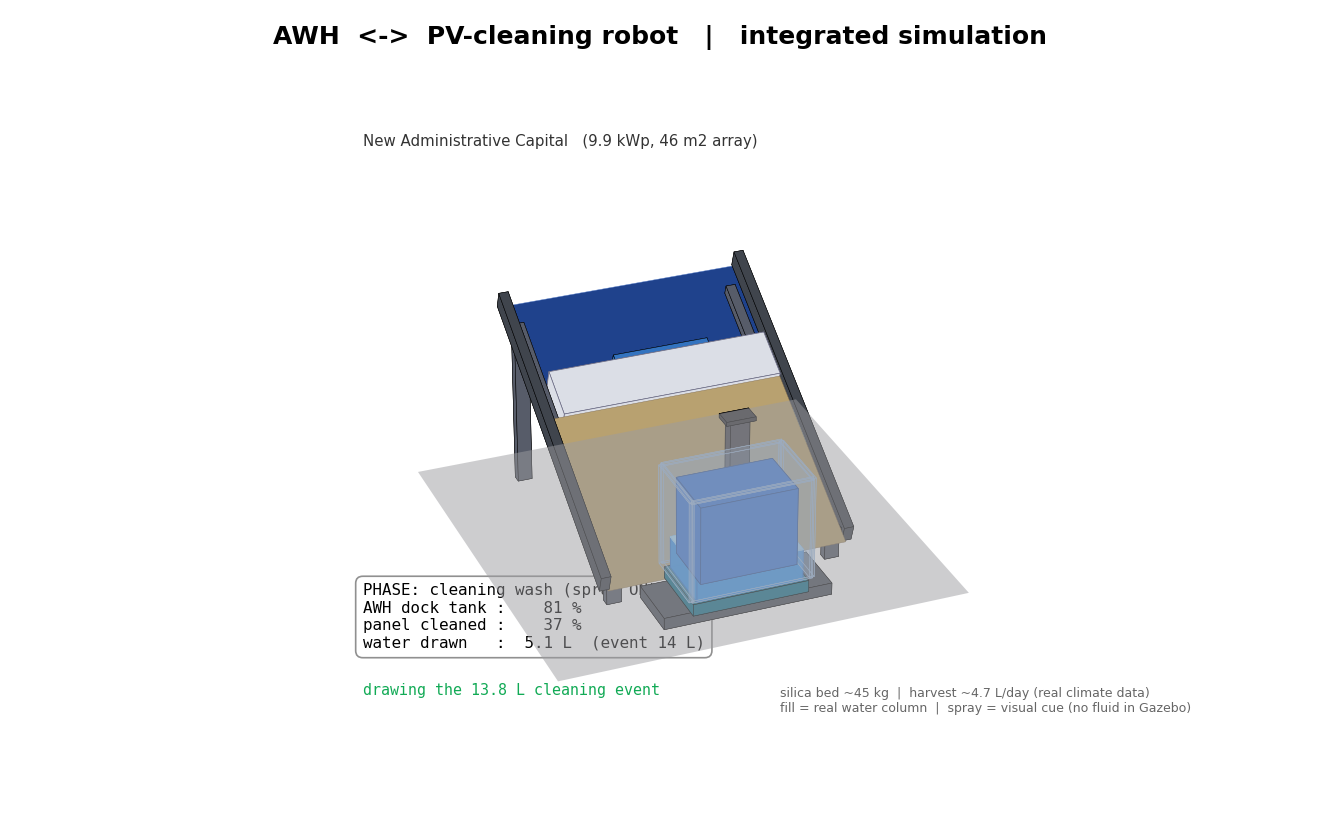 AWH <-> PV-cleaning robot | integrated simulation
New Administrative Capital (9.9 kWp, 46 m2 array)
PHASE: cleaning wash
AWH dock tank : 81 %
panel cleaned : 37 %
water drawn : 5.1 L (event 14 L)
drawing the 13.8 L cleaning event
silica bed ~45 kg | harvest ~4.7 L/day (real climate data)
fill = real water column | spray = visual cue (no fluid in Gazebo)